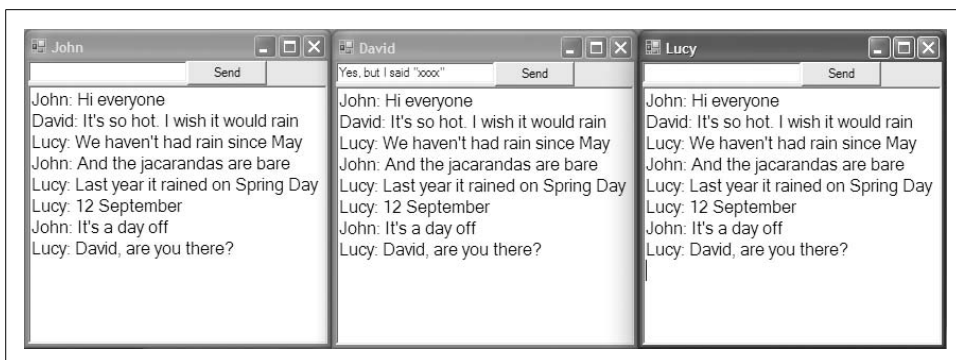 John
Send
John: Hi everyone
David: It's so hot. I wish it would rain
Lucy: We haven't had rain since May
John: And the jacarandas are bare
Lucy: Last year it rained on Spring Day
Lucy: 12 September
John: It's a day off
Lucy: David, are you there?
David
Yes, but I said "xxxx"
Send
John: Hi everyone
David: It's so hot. I wish it would rain
Lucy: We haven't had rain since May
John: And the jacarandas are bare
Lucy: Last year it rained on Spring Day
Lucy: 12 September
John: It's a day off
Lucy: David, are you there?
Lucy
Send
John: Hi everyone
David: It's so hot. I wish it would rain
Lucy: We haven't had rain since May
John: And the jacarandas are bare
Lucy: Last year it rained on Spring Day
Lucy: 12 September
John: It's a day off
Lucy: David, are you there?